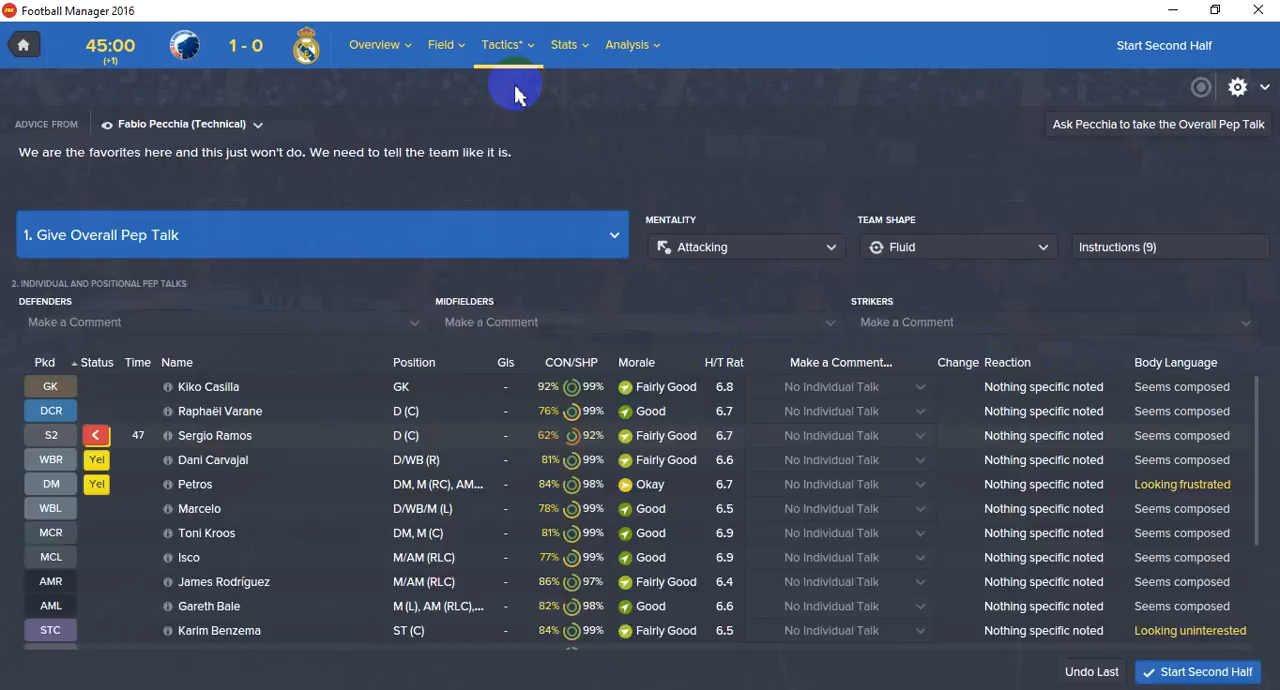 Football Manager 2016
45:00 1 - 0 Overview Field Tactics* Stats Analysis Start Second Half
(+1)
ADVICE FROM Fabio Pecchia (Technical) Ask Pecchia to take the Overall Pep Talk
We are the favorites here and this just won't do. We need to tell the team like it is.
MENTALITY TEAM SHAPE
1. Give Overall Pep Talk Attacking Fluid Instructions (9)
2. INDIVIDUAL AND POSITIONAL PEP TALKS
DEFENDERS MIDFIELDERS STRIKERS
Make a Comment Make a Comment Make a Comment
Pkd Status Time Name Position Gls CON/SHP Morale H/T Rat Make a Comment... Change Reaction Body Language
GK Kiko Casilla GK - 92% 99% Fairly Good 6.8 No Individual Talk Nothing specific noted Seems composed
DCR Raphaël Varane D (C) - 76% 99% Good 6.7 No Individual Talk Nothing specific noted Seems composed
S2 < 47 Sergio Ramos D (C) - 62% 92% Fairly Good 6.7 No Individual Talk Nothing specific noted Seems composed
WBR Yel Dani Carvajal D/WB (R) - 81% 99% Fairly Good 6.6 No Individual Talk Nothing specific noted Seems composed
DM Yel Petros DM, M (RC), AM... - 84% 98% Okay 6.7 No Individual Talk Nothing specific noted Looking frustrated
WBL Marcelo D/WB/M (L) - 78% 99% Good 6.5 No Individual Talk Nothing specific noted Seems composed
MCR Toni Kroos DM, M (C) - 81% 99% Good 6.9 No Individual Talk Nothing specific noted Seems composed
MCL Isco M/AM (RLC) - 77% 99% Good 6.9 No Individual Talk Nothing specific noted Seems composed
AMR James Rodríguez M/AM (RLC) - 86% 97% Fairly Good 6.4 No Individual Talk Nothing specific noted Seems composed
AML Gareth Bale M (L), AM (RLC),... - 82% 98% Good 6.6 No Individual Talk Nothing specific noted Seems composed
STC Karim Benzema ST (C) - 84% 99% Fairly Good 6.5 No Individual Talk Nothing specific noted Looking uninterested
Undo Last Start Second Half